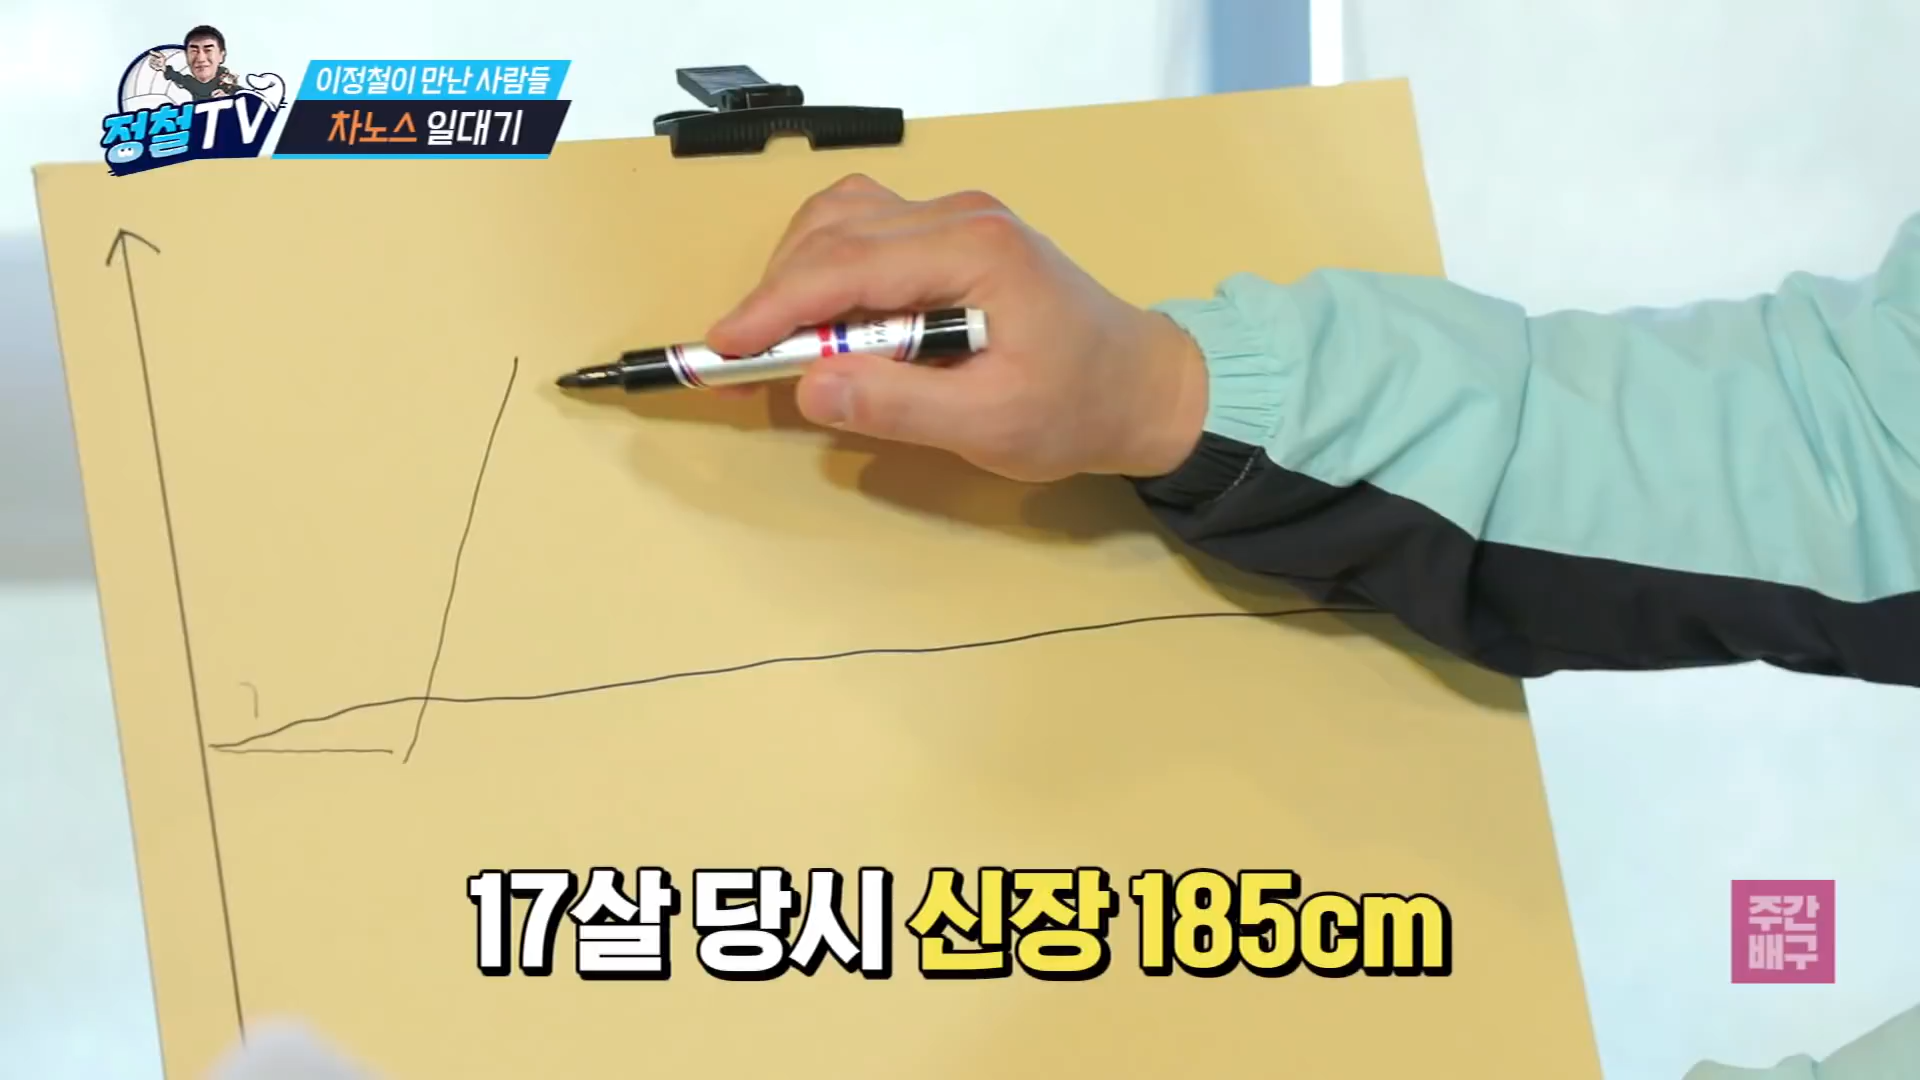 정철TV
이정철이 만난 사람들
차노스 일대기
17살 당시 신장 185cm
주간
배구